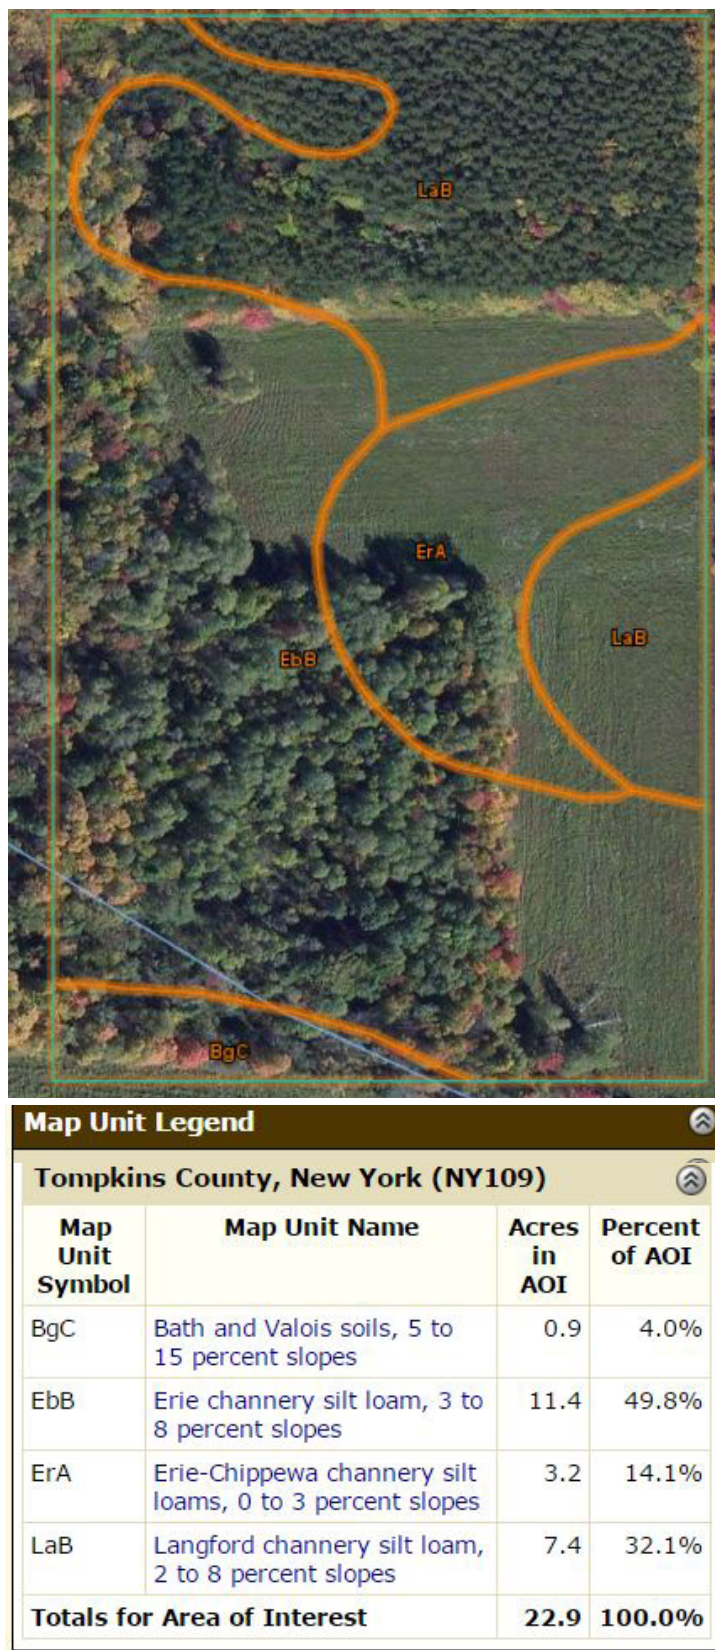 LaB
ErA
LaB
EbB
BgC
Map Unit Legend
Tompkins County, New York (NY109)
Map Unit Symbol Map Unit Name Acres in AOI Percent of AOI
BgC Bath and Valois soils, 5 to 15 percent slopes 0.9 4.0%
EbB Erie channery silt loam, 3 to 8 percent slopes 11.4 49.8%
ErA Erie-Chippewa channery silt loams, 0 to 3 percent slopes 3.2 14.1%
LaB Langford channery silt loam, 2 to 8 percent slopes 7.4 32.1%
Totals for Area of Interest 22.9 100.0%